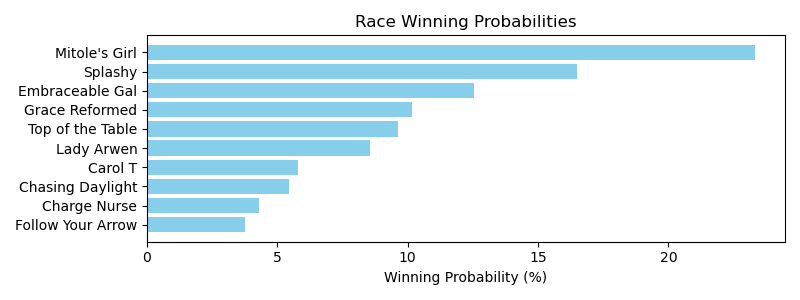 Race Winning Probabilities
Mitole's Girl
Splashy
Embraceable Gal
Grace Reformed
Top of the Table
Lady Arwen
Carol T
Chasing Daylight
Charge Nurse
Follow Your Arrow
0 5 10 15 20
Winning Probability (%)